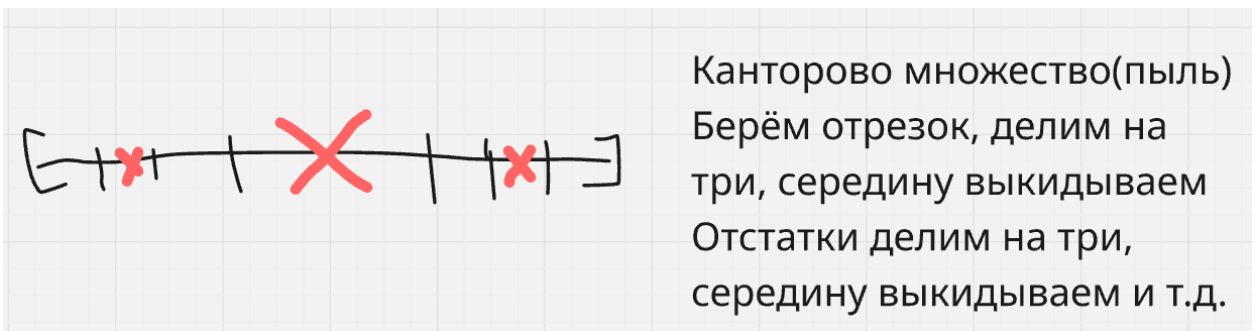 Канторово множество(пыль)
Берём отрезок, делим на
три, середину выкидываем
Отстатки делим на три,
середину выкидываем и т.д.